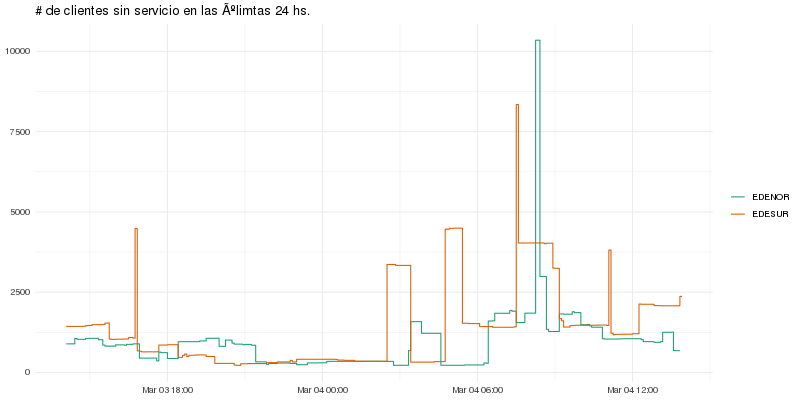 # de clientes sin servicio en las Ãºlimtas 24 hs.
10000
7500
5000
2500
0
Mar 03 18:00
Mar 04 00:00
Mar 04 06:00
Mar 04 12:00
EDENOR
EDESUR